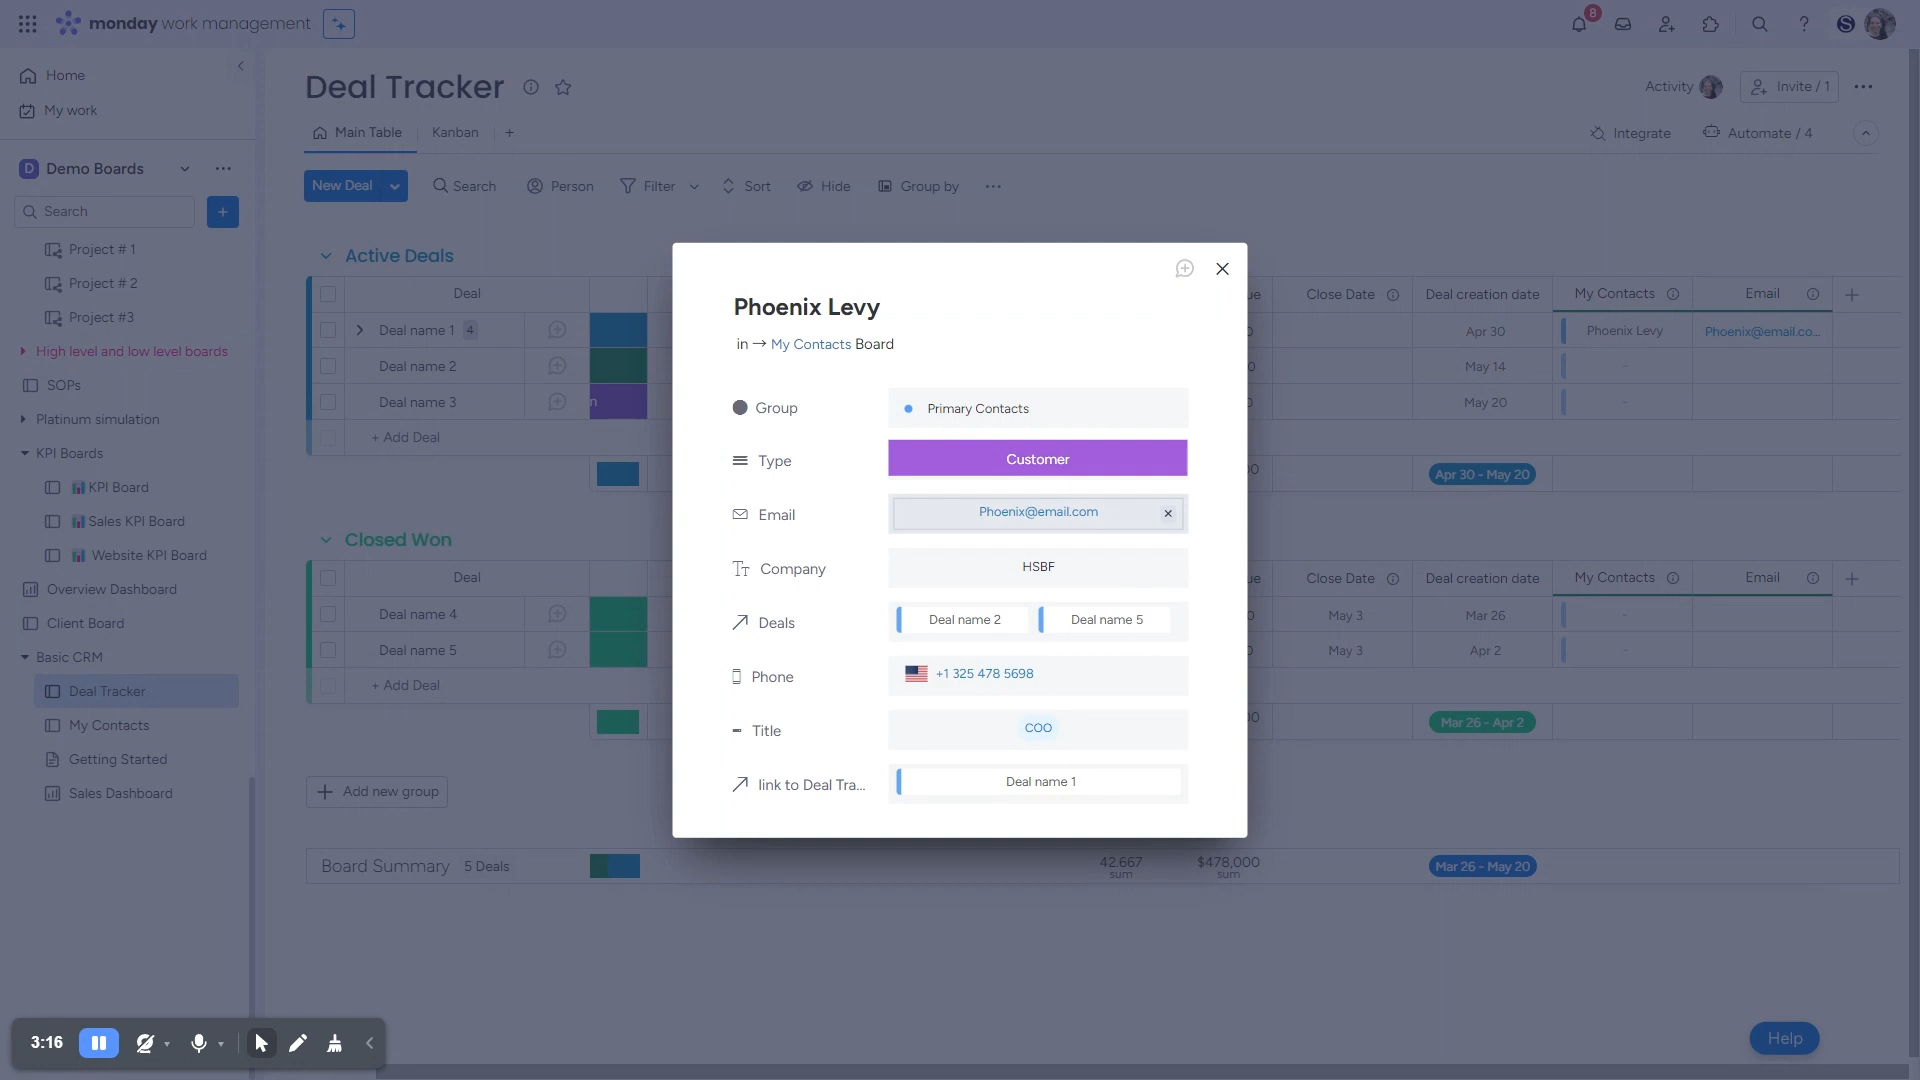 monday work management
8
Home
My work
D Demo Boards
Search
Project # 1
Project # 2
Project #3
High level and low level boards
SOPs
Platinum simulation
KPI Boards
KPI Board
Sales KPI Board
Website KPI Board
Overview Dashboard
Client Board
Basic CRM
Deal Tracker
My Contacts
Getting Started
Sales Dashboard
Deal Tracker
Activity
Invite / 1
Main Table
Kanban
Integrate
Automate / 4
New Deal
Search
Person
Filter
Sort
Hide
Group by
Active Deals
Deal
ue
Close Date
Deal creation date
My Contacts
Email
Deal name 1 4
0
Apr 30
Phoenix Levy
Phoenix@email.co...
Deal name 2
0
May 14
-
Deal name 3
n
0
May 20
-
+ Add Deal
00
Apr 30 - May 20
Closed Won
Deal
ue
Close Date
Deal creation date
My Contacts
Email
Deal name 4
0
May 3
Mar 26
-
Deal name 5
0
May 3
Apr 2
-
+ Add Deal
00
Mar 26 - Apr 2
Add new group
Board Summary 5 Deals
42,667
sum
$478,000
sum
Mar 26 - May 20
Phoenix Levy
in → My Contacts Board
Group
Primary Contacts
Type
Customer
Email
Phoenix@email.com
Company
HSBF
Deals
Deal name 2
Deal name 5
Phone
+1 325 478 5698
Title
COO
link to Deal Tra...
Deal name 1
3:16
Help